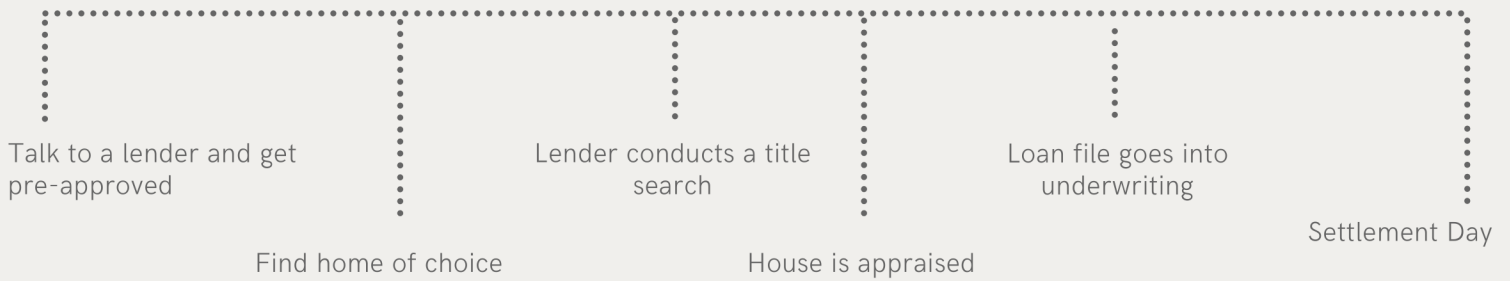 Talk to a lender and get
pre-approved
Find home of choice
Lender conducts a title
search
House is appraised
Loan file goes into
underwriting
Settlement Day